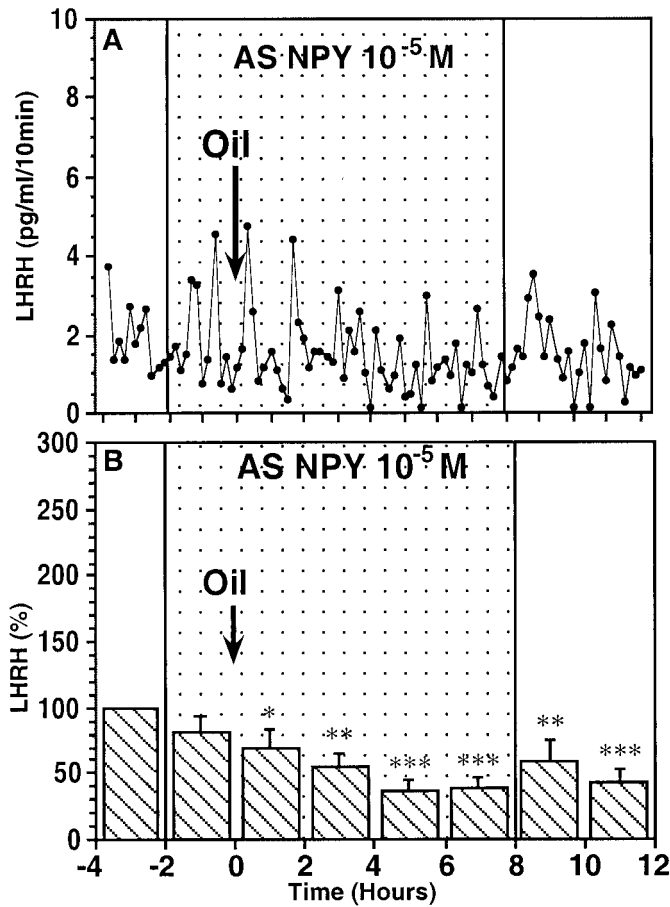 A
AS NPY 10⁻⁵ M
Oil
LHRH (pg/ml/10min)
10
8
6
4
2
0
B
AS NPY 10⁻⁵ M
Oil
LHRH (%)
300
250
200
150
100
50
0
*
**
***
***
**
***
-4 -2 0 2 4 6 8 10 12
Time (Hours)